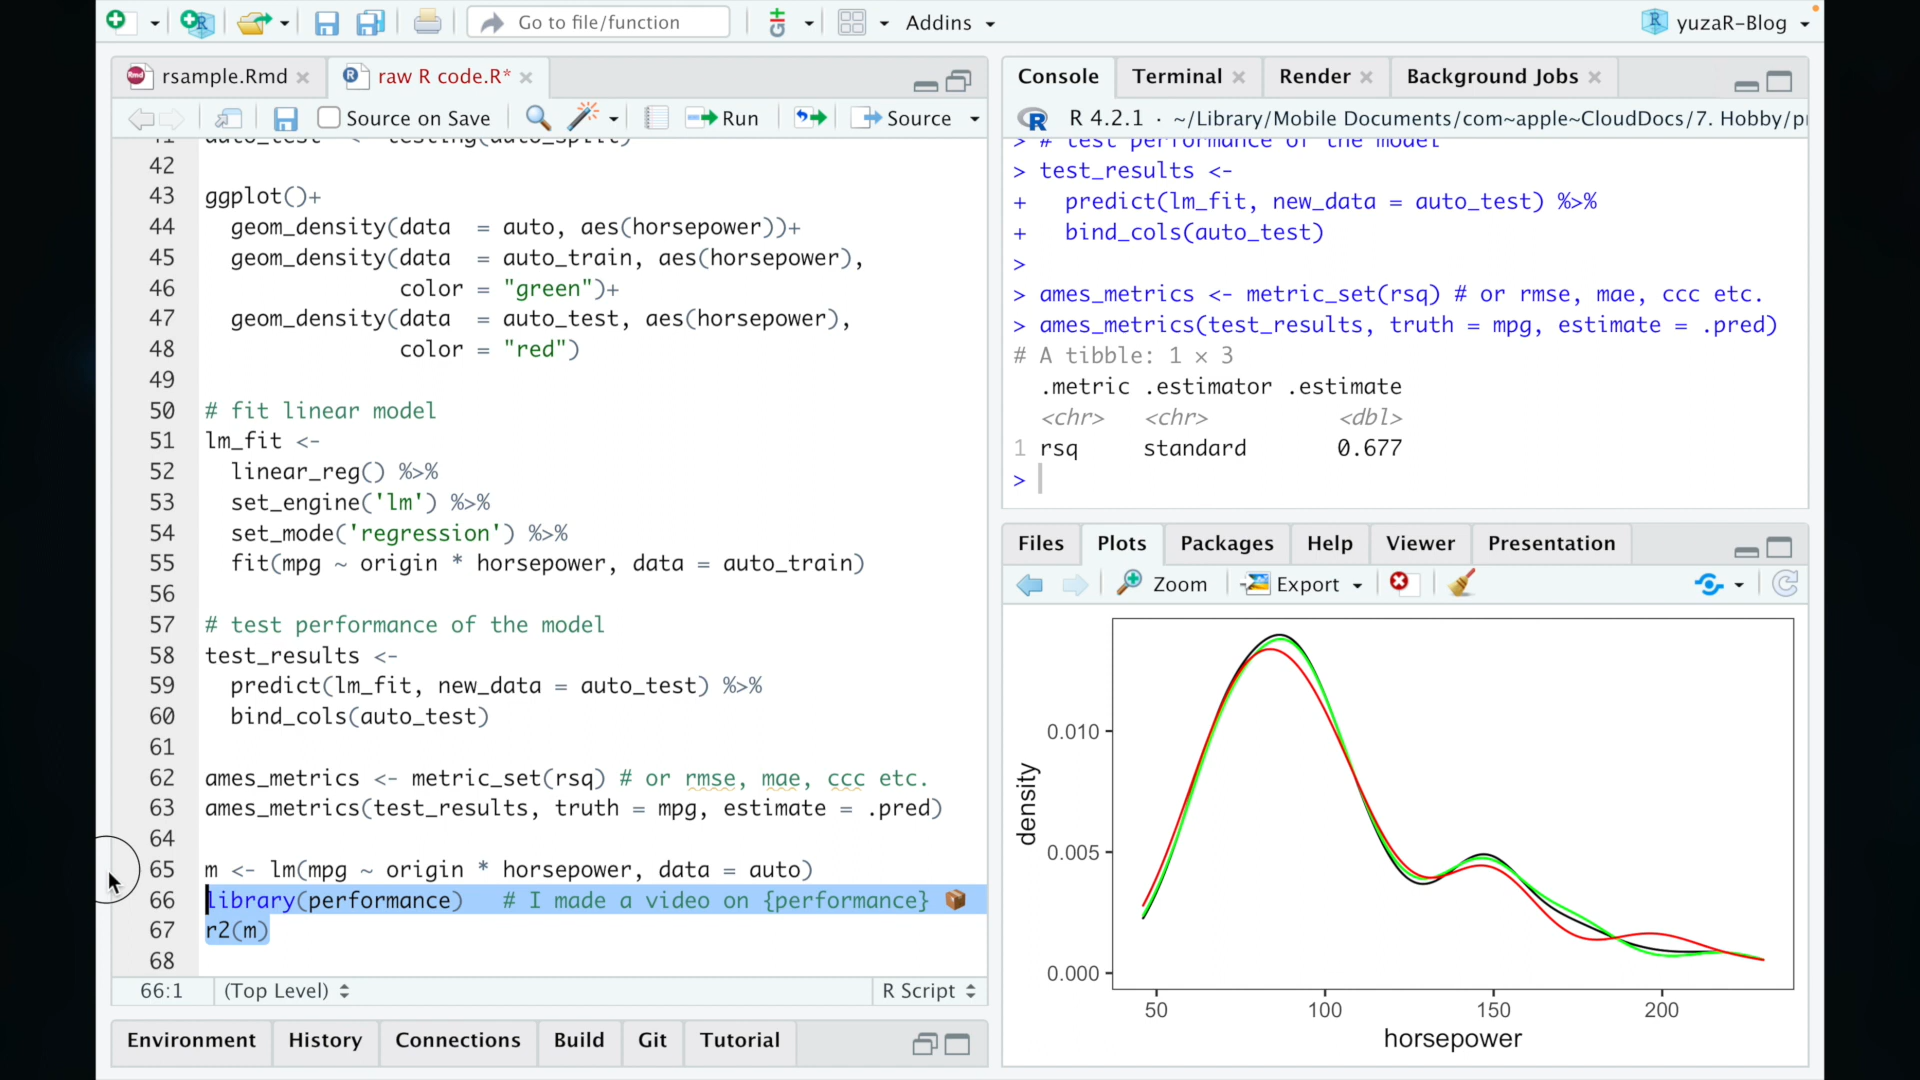 Go to file/function
Addins
yuzaR-Blog
rsample.Rmd
raw R code.R*
Source on Save
Run
Source
41 auto_test <- testing(auto_split)
42
43 ggplot()+
44 geom_density(data = auto, aes(horsepower))+
45 geom_density(data = auto_train, aes(horsepower),
46 color = "green")+
47 geom_density(data = auto_test, aes(horsepower),
48 color = "red")
49
50 # fit linear model
51 lm_fit <-
52 linear_reg() %>%
53 set_engine('lm') %>%
54 set_mode('regression') %>%
55 fit(mpg ~ origin * horsepower, data = auto_train)
56
57 # test performance of the model
58 test_results <-
59 predict(lm_fit, new_data = auto_test) %>%
60 bind_cols(auto_test)
61
62 ames_metrics <- metric_set(rsq) # or rmse, mae, ccc etc.
63 ames_metrics(test_results, truth = mpg, estimate = .pred)
64
65 m <- lm(mpg ~ origin * horsepower, data = auto)
66 library(performance) # I made a video on {performance} 📦
67 r2(m)
68
66:1 (Top Level) R Script
Environment History Connections Build Git Tutorial
Console Terminal Render Background Jobs
R 4.2.1 · ~/Library/Mobile Documents/com~apple~CloudDocs/7. Hobby/
> # test performance of the model
> test_results <-
+ predict(lm_fit, new_data = auto_test) %>%
+ bind_cols(auto_test)
>
> ames_metrics <- metric_set(rsq) # or rmse, mae, ccc etc.
> ames_metrics(test_results, truth = mpg, estimate = .pred)
# A tibble: 1 × 3
.metric .estimator .estimate
<chr> <chr> <dbl>
1 rsq standard 0.677
>
Files Plots Packages Help Viewer Presentation
Zoom Export
0.010
0.005
0.000
density
50 100 150 200
horsepower